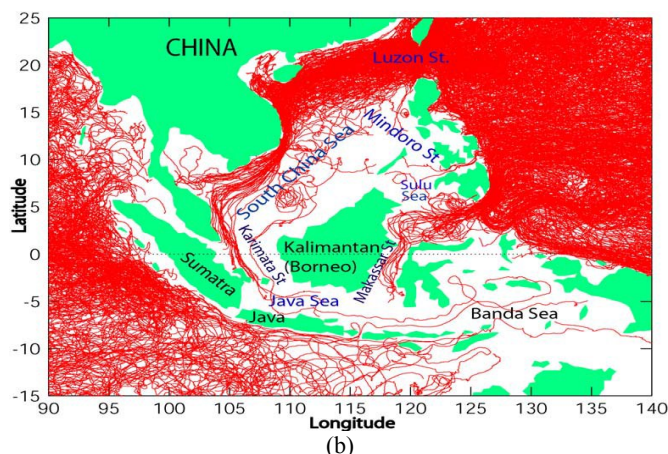 25
20
15
10
5
0
-5
-10
-15
Latitude
CHINA
Luzon St.
Mindoro St
South China Sea
Sulu
Sea
Karimata St
Kalimantan
(Borneo)
Makassar St
Sumatra
Java Sea
Java
Banda Sea
90 95 100 105 110 115 120 125 130 135 140
Longitude
(b)